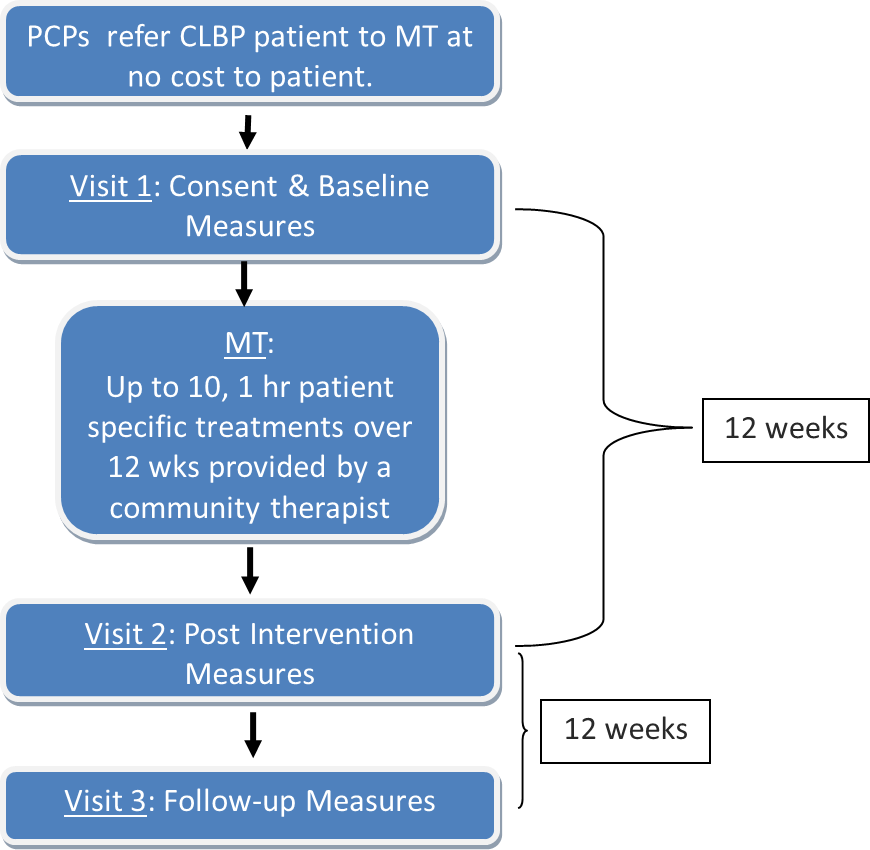 PCPs refer CLBP patient to MT at
no cost to patient.
Visit 1: Consent & Baseline
Measures
MT:
Up to 10, 1 hr patient
specific treatments over
12 wks provided by a
community therapist
12 weeks
Visit 2: Post Intervention
Measures
12 weeks
Visit 3: Follow-up Measures